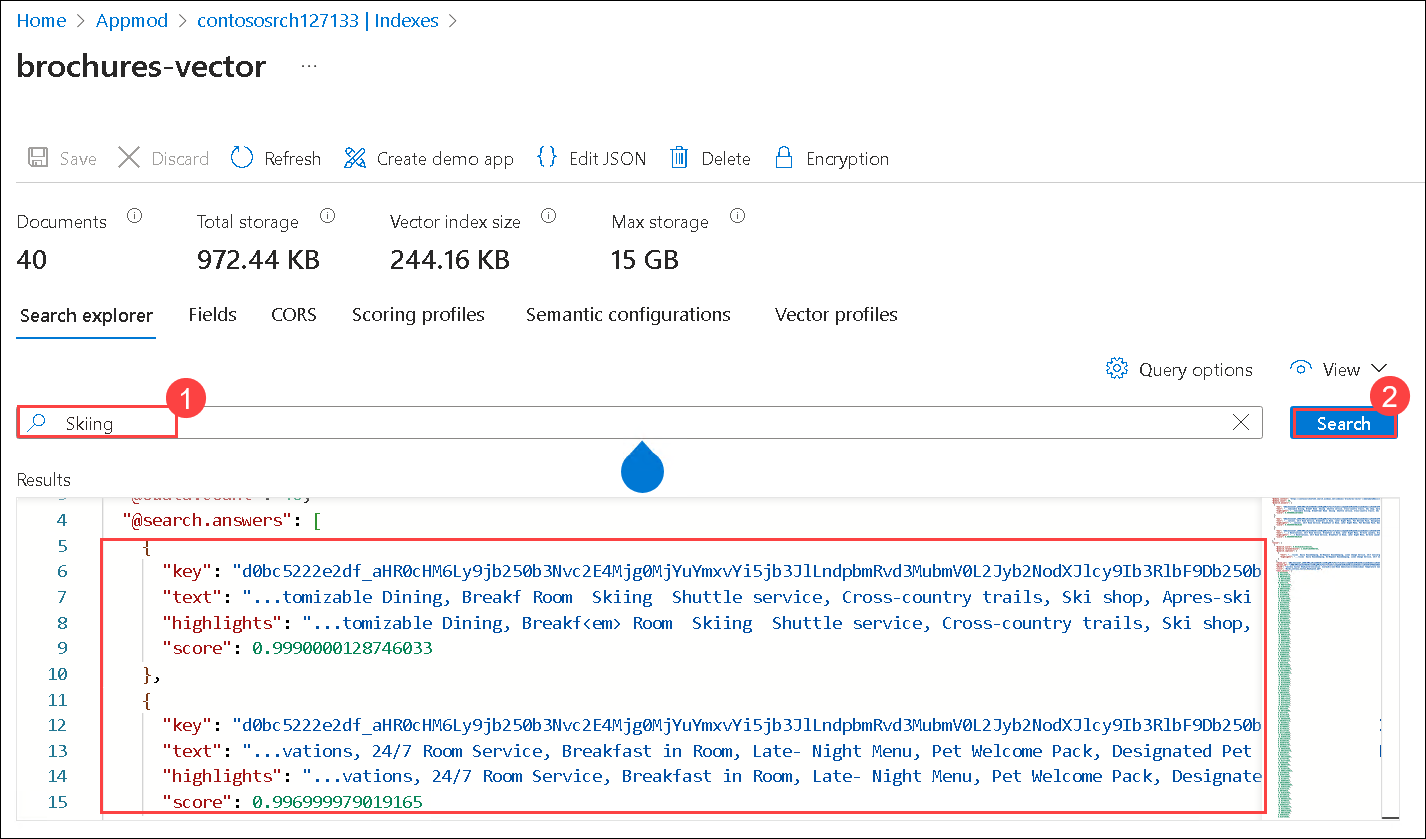 Home > Appmod > contososrch127133 | Indexes >
brochures-vector ...
Save Discard Refresh Create demo app Edit JSON Delete Encryption
Documents Total storage Vector index size Max storage
40 972.44 KB 244.16 KB 15 GB
Search explorer Fields CORS Scoring profiles Semantic configurations Vector profiles
Query options View
1 2
Skiing Search
Results
4 "@search.answers": [
5 {
6 "key": "d0bc5222e2df_aHR0cHM6Ly9jb250b3Nvc2E4Mjg0MjYuYmxvYi5jb3JlLndpbmRvd3MubmV0L2Jyb2NodXJlcy9Ib3RlbF9Db250b
7 "text": "...tomizable Dining, Breakf Room Skiing Shuttle service, Cross-country trails, Ski shop, Apres-ski
8 "highlights": "...tomizable Dining, Breakf<em> Room Skiing Shuttle service, Cross-country trails, Ski shop,
9 "score": 0.9990000128746033
10 },
11 {
12 "key": "d0bc5222e2df_aHR0cHM6Ly9jb250b3Nvc2E4Mjg0MjYuYmxvYi5jb3JlLndpbmRvd3MubmV0L2Jyb2NodXJlcy9Ib3RlbF9Db250b
13 "text": "...vations, 24/7 Room Service, Breakfast in Room, Late- Night Menu, Pet Welcome Pack, Designated Pet
14 "highlights": "...vations, 24/7 Room Service, Breakfast in Room, Late- Night Menu, Pet Welcome Pack, Designate
15 "score": 0.996999979019165